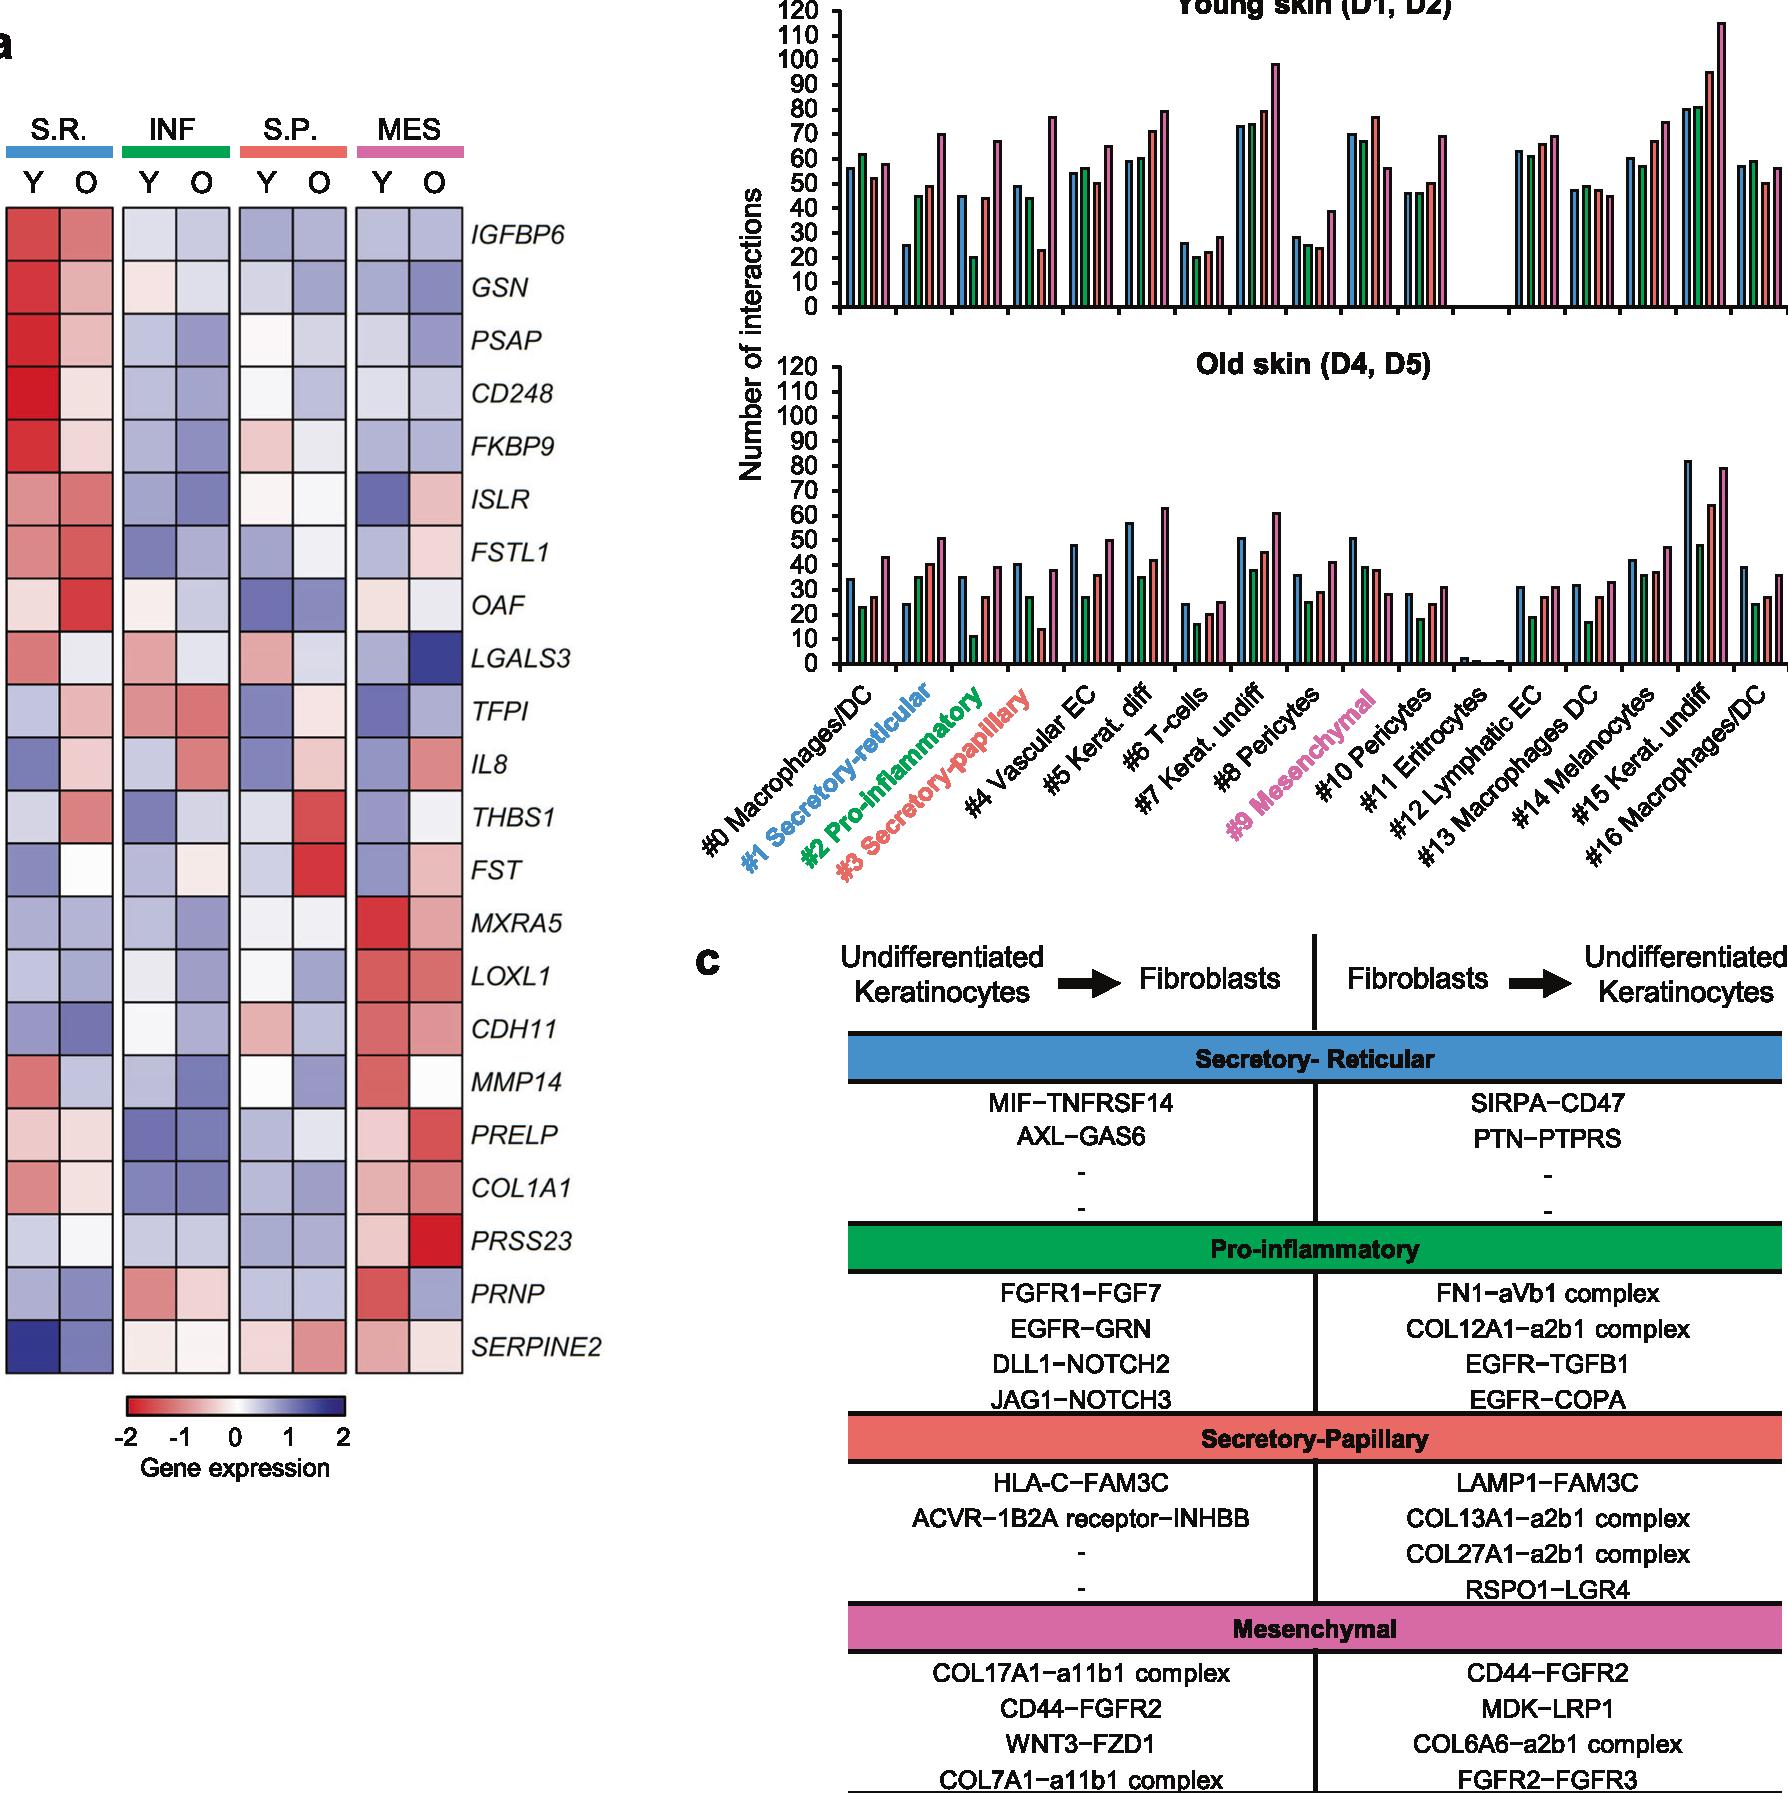 a
S.R. INF S.P. MES
Y O Y O Y O Y O
IGFBP6
GSN
PSAP
CD248
FKBP9
ISLR
FSTL1
OAF
LGALS3
TFPI
IL8
THBS1
FST
MXRA5
LOXL1
CDH11
MMP14
PRELP
COL1A1
PRSS23
PRNP
SERPINE2
-2 -1 0 1 2
Gene expression
Young skin (D1, D2)
120
110
100
90
80
70
60
50
40
30
20
10
0
Number of interactions
Old skin (D4, D5)
120
110
100
90
80
70
60
50
40
30
20
10
0
#0 Macrophages/DC
#1 Secretory-reticular
#2 Pro-inflammatory
#3 Secretory-papillary
#4 Vascular EC
#5 Kerat. diff
#6 T-cells
#7 Kerat. undiff
#8 Pericytes
#9 Mesenchymal
#10 Pericytes
#11 Eritrocytes
#12 Lymphatic EC
#13 Macrophages DC
#14 Melanocytes
#15 Kerat. undiff
#16 Macrophages/DC
c
Undifferentiated Keratinocytes → Fibroblasts
Fibroblasts → Undifferentiated Keratinocytes
Secretory- Reticular
MIF−TNFRSF14 SIRPA−CD47
AXL−GAS6 PTN−PTPRS
- -
- -
Pro-inflammatory
FGFR1−FGF7 FN1−aVb1 complex
EGFR−GRN COL12A1−a2b1 complex
DLL1−NOTCH2 EGFR−TGFB1
JAG1−NOTCH3 EGFR−COPA
Secretory-Papillary
HLA-C−FAM3C LAMP1−FAM3C
ACVR−1B2A receptor−INHBB COL13A1−a2b1 complex
- COL27A1−a2b1 complex
- RSPO1−LGR4
Mesenchymal
COL17A1−a11b1 complex CD44−FGFR2
CD44−FGFR2 MDK−LRP1
WNT3−FZD1 COL6A6−a2b1 complex
COL7A1−a11b1 complex FGFR2−FGFR3